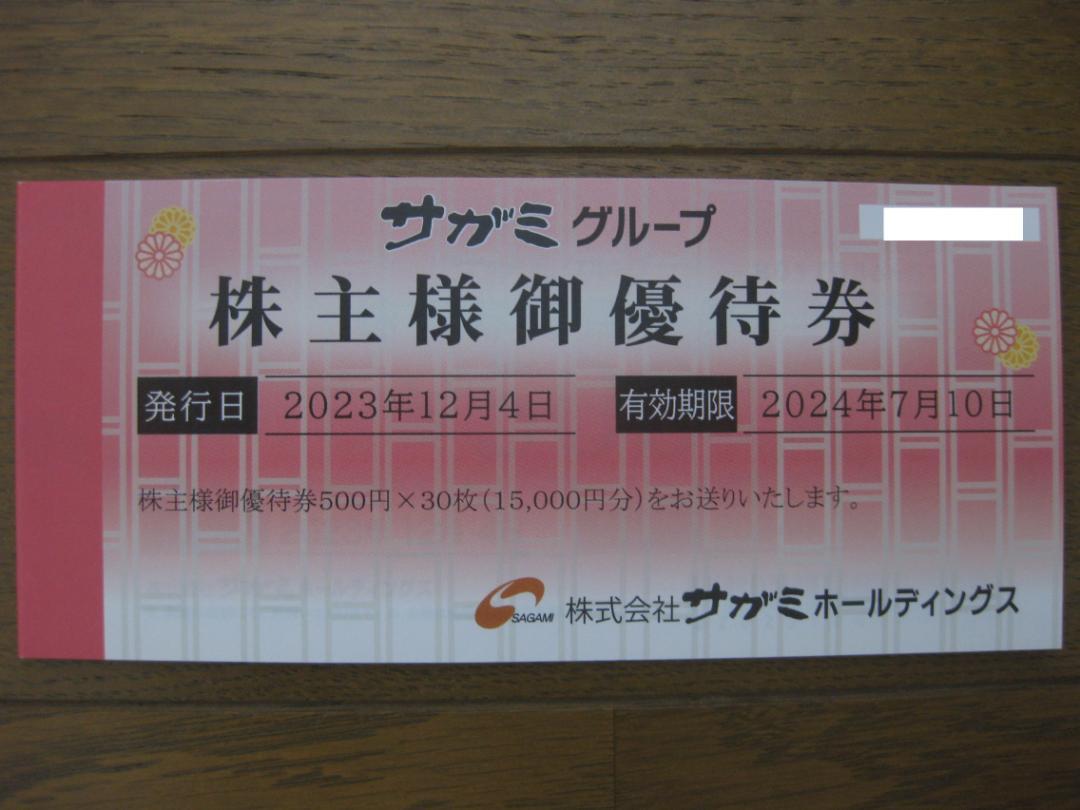 サガミグループ
株主様御優待券
発行日 2023年12月4日 有効期限 2024年7月10日
株主様御優待券500円×30枚(15,000円分)をお送りいたします。
SAGAMI 株式会社サガミホールディングス